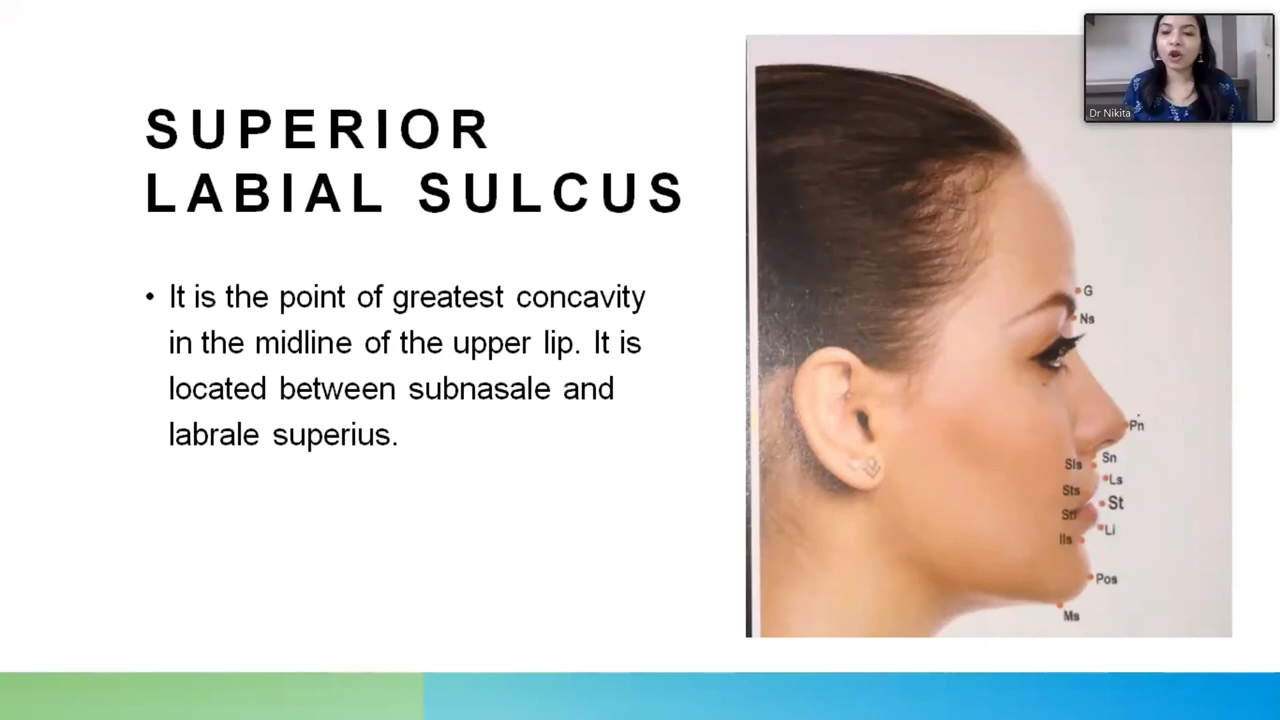 SUPERIOR
LABIAL SULCUS
• It is the point of greatest concavity
in the midline of the upper lip. It is
located between subnasale and
labrale superius.
Dr Nikita
G
Ns
Pn
Sn
Sls
Ls
Sts
St
Sti
Li
Ils
Pos
Ms